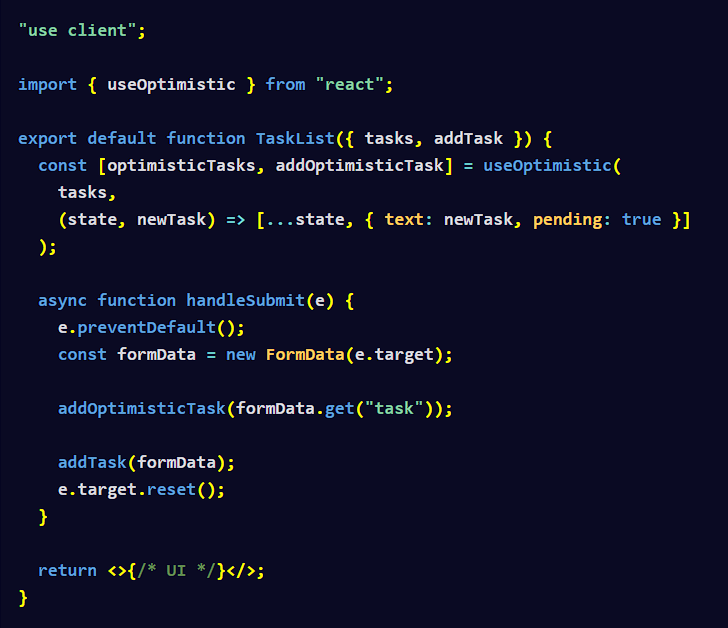 "use client";
import { useOptimistic } from "react";
export default function TaskList({ tasks, addTask }) {
const [optimisticTasks, addOptimisticTask] = useOptimistic(
tasks,
(state, newTask) => [...state, { text: newTask, pending: true }]
);
async function handleSubmit(e) {
e.preventDefault();
const formData = new FormData(e.target);
addOptimisticTask(formData.get("task"));
addTask(formData);
e.target.reset();
}
return <>{/* UI */}</>;
}